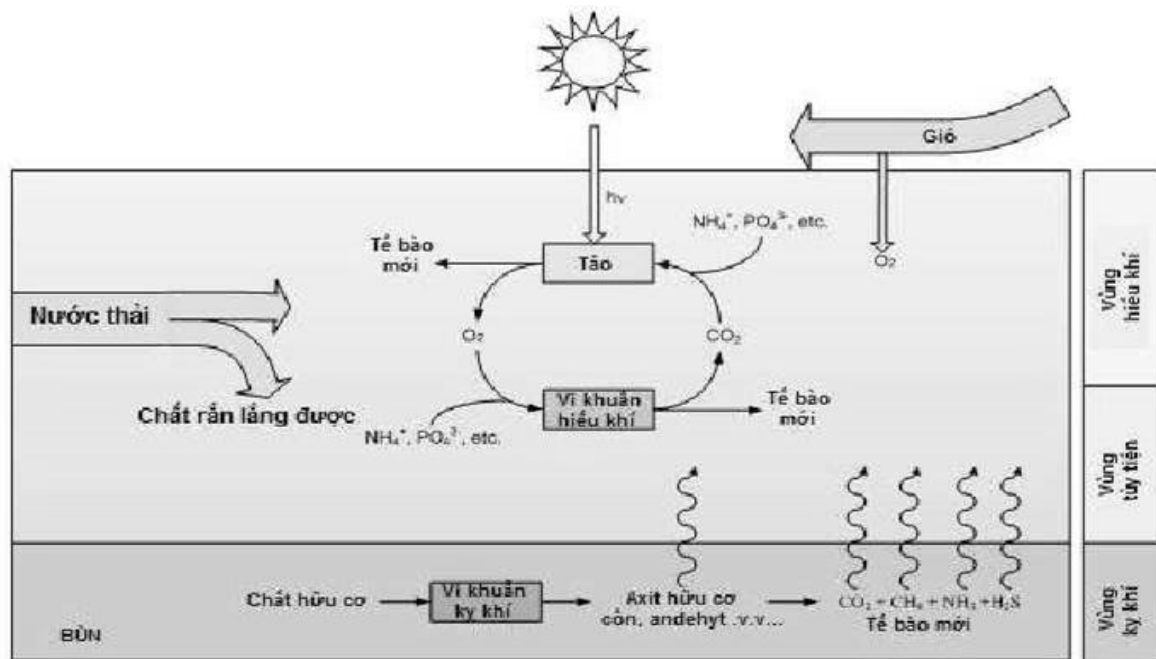 Gió
hν
NH₄⁺, PO₄³⁻, etc.
Tế bào
mới
Tảo
O₂
Nước thải
O₂
CO₂
Chất rắn lắng được
Vi khuẩn
hiếu khí
Tế bào
mới
NH₄⁺, PO₄³⁻, etc.
Chất hữu cơ
Vi khuẩn
kỵ khí
Axit hữu cơ
cồn, andehyt .v.v...
CO₂ + CH₄ + NH₃ + H₂S
Tế bào mới
BÙN
Vùng
hiếu khí
Vùng
tùy tiện
Vùng
kỵ khí